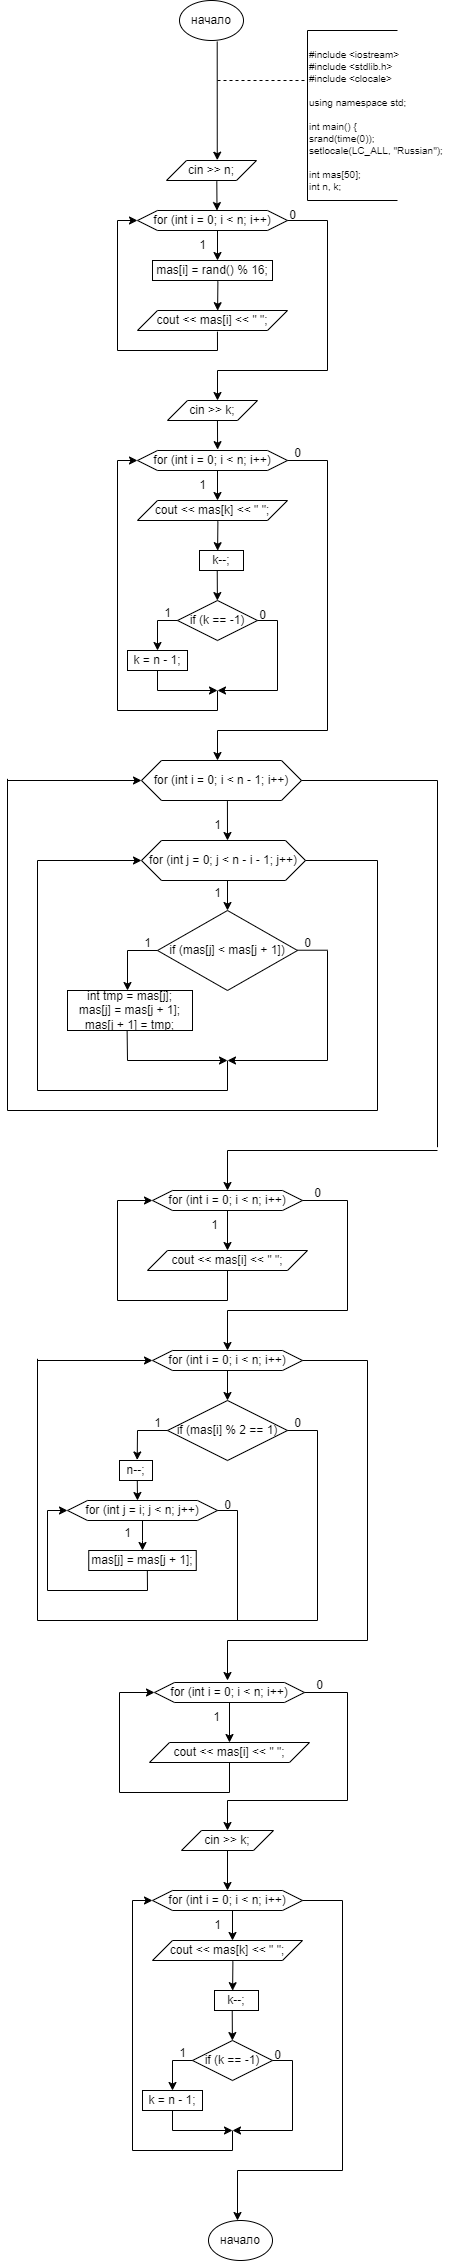 начало
#include <iostream>
#include <stdlib.h>
#include <clocale>
using namespace std;
int main() {
srand(time(0));
setlocale(LC_ALL, "Russian");
int mas[50];
int n, k;
cin >> n;
for (int i = 0; i < n; i++)
0
1
mas[i] = rand() % 16;
cout << mas[i] << " ";
cin >> k;
for (int i = 0; i < n; i++)
0
1
cout << mas[k] << " ";
k--;
if (k == -1)
1
0
k = n - 1;
for (int i = 0; i < n - 1; i++)
1
for (int j = 0; j < n - i - 1; j++)
1
if (mas[j] < mas[j + 1])
1
0
int tmp = mas[j];
mas[j] = mas[j + 1];
mas[j + 1] = tmp;
for (int i = 0; i < n; i++)
0
1
cout << mas[i] << " ";
for (int i = 0; i < n; i++)
if (mas[i] % 2 == 1)
1
0
n--;
for (int j = i; j < n; j++)
0
1
mas[j] = mas[j + 1];
for (int i = 0; i < n; i++)
0
1
cout << mas[i] << " ";
cin >> k;
for (int i = 0; i < n; i++)
1
cout << mas[k] << " ";
k--;
if (k == -1)
1
0
k = n - 1;
начало